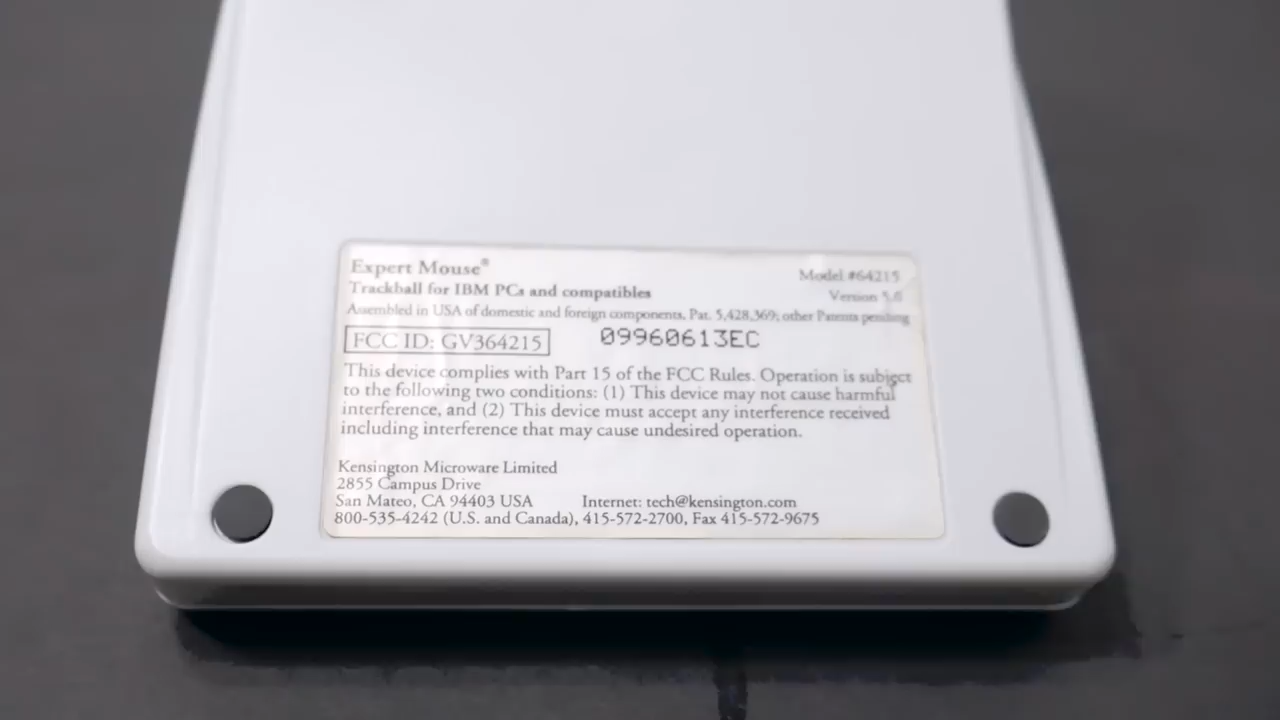 Expert Mouse®
Model #64215
Trackball for IBM PCs and compatibles
Version 5.0
Assembled in USA of domestic and foreign components. Pat. 5,428,369; other Patents pending
FCC ID: GV364215
09960613EC
This device complies with Part 15 of the FCC Rules. Operation is subject
to the following two conditions: (1) This device may not cause harmful
interference, and (2) This device must accept any interference received
including interference that may cause undesired operation.
Kensington Microware Limited
2855 Campus Drive
San Mateo, CA 94403 USA
Internet: tech@kensington.com
800-535-4242 (U.S. and Canada), 415-572-2700, Fax 415-572-9675